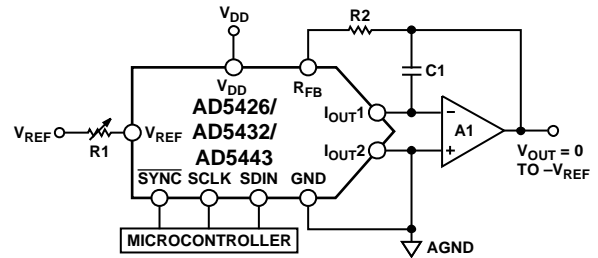 VDD
R2
VDD
RFB
C1
AD5426/
AD5432/
AD5443
IOUT1
IOUT2
VREF
R1
VREF
–
A1
+
VOUT = 0
TO –VREF
SYNC SCLK SDIN GND
MICROCONTROLLER
AGND